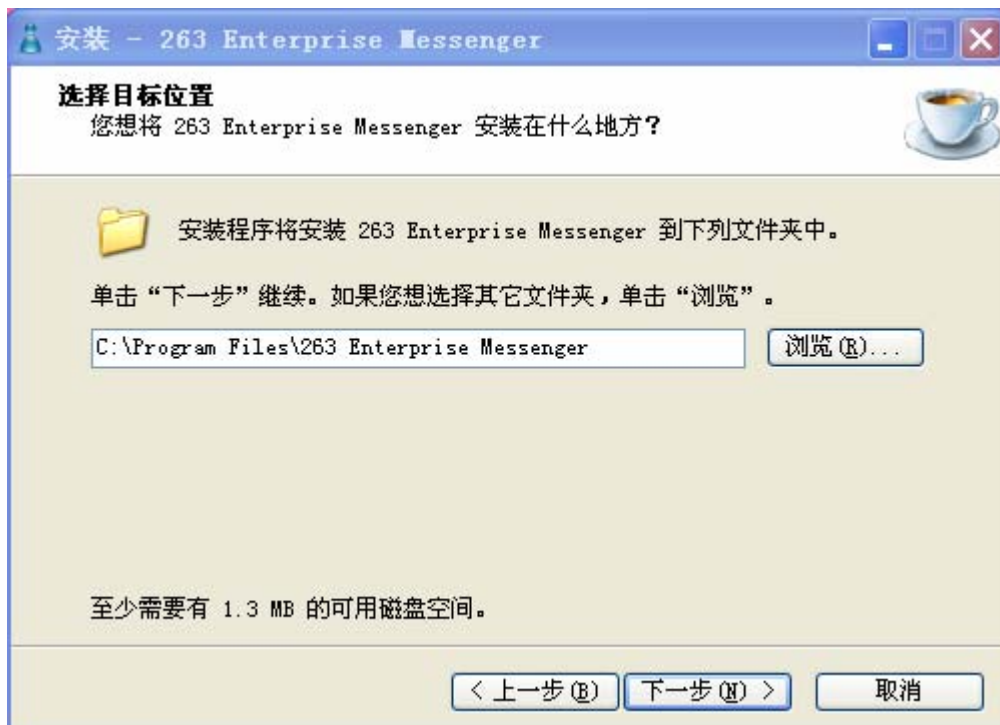 安装 - 263 Enterprise Messenger
选择目标位置
您想将 263 Enterprise Messenger 安装在什么地方？
安装程序将安装 263 Enterprise Messenger 到下列文件夹中。
单击“下一步”继续。如果您想选择其它文件夹，单击“浏览”。
C:\Program Files\263 Enterprise Messenger
浏览(R)...
至少需要有 1.3 MB 的可用磁盘空间。
< 上一步(B)
下一步(N) >
取消